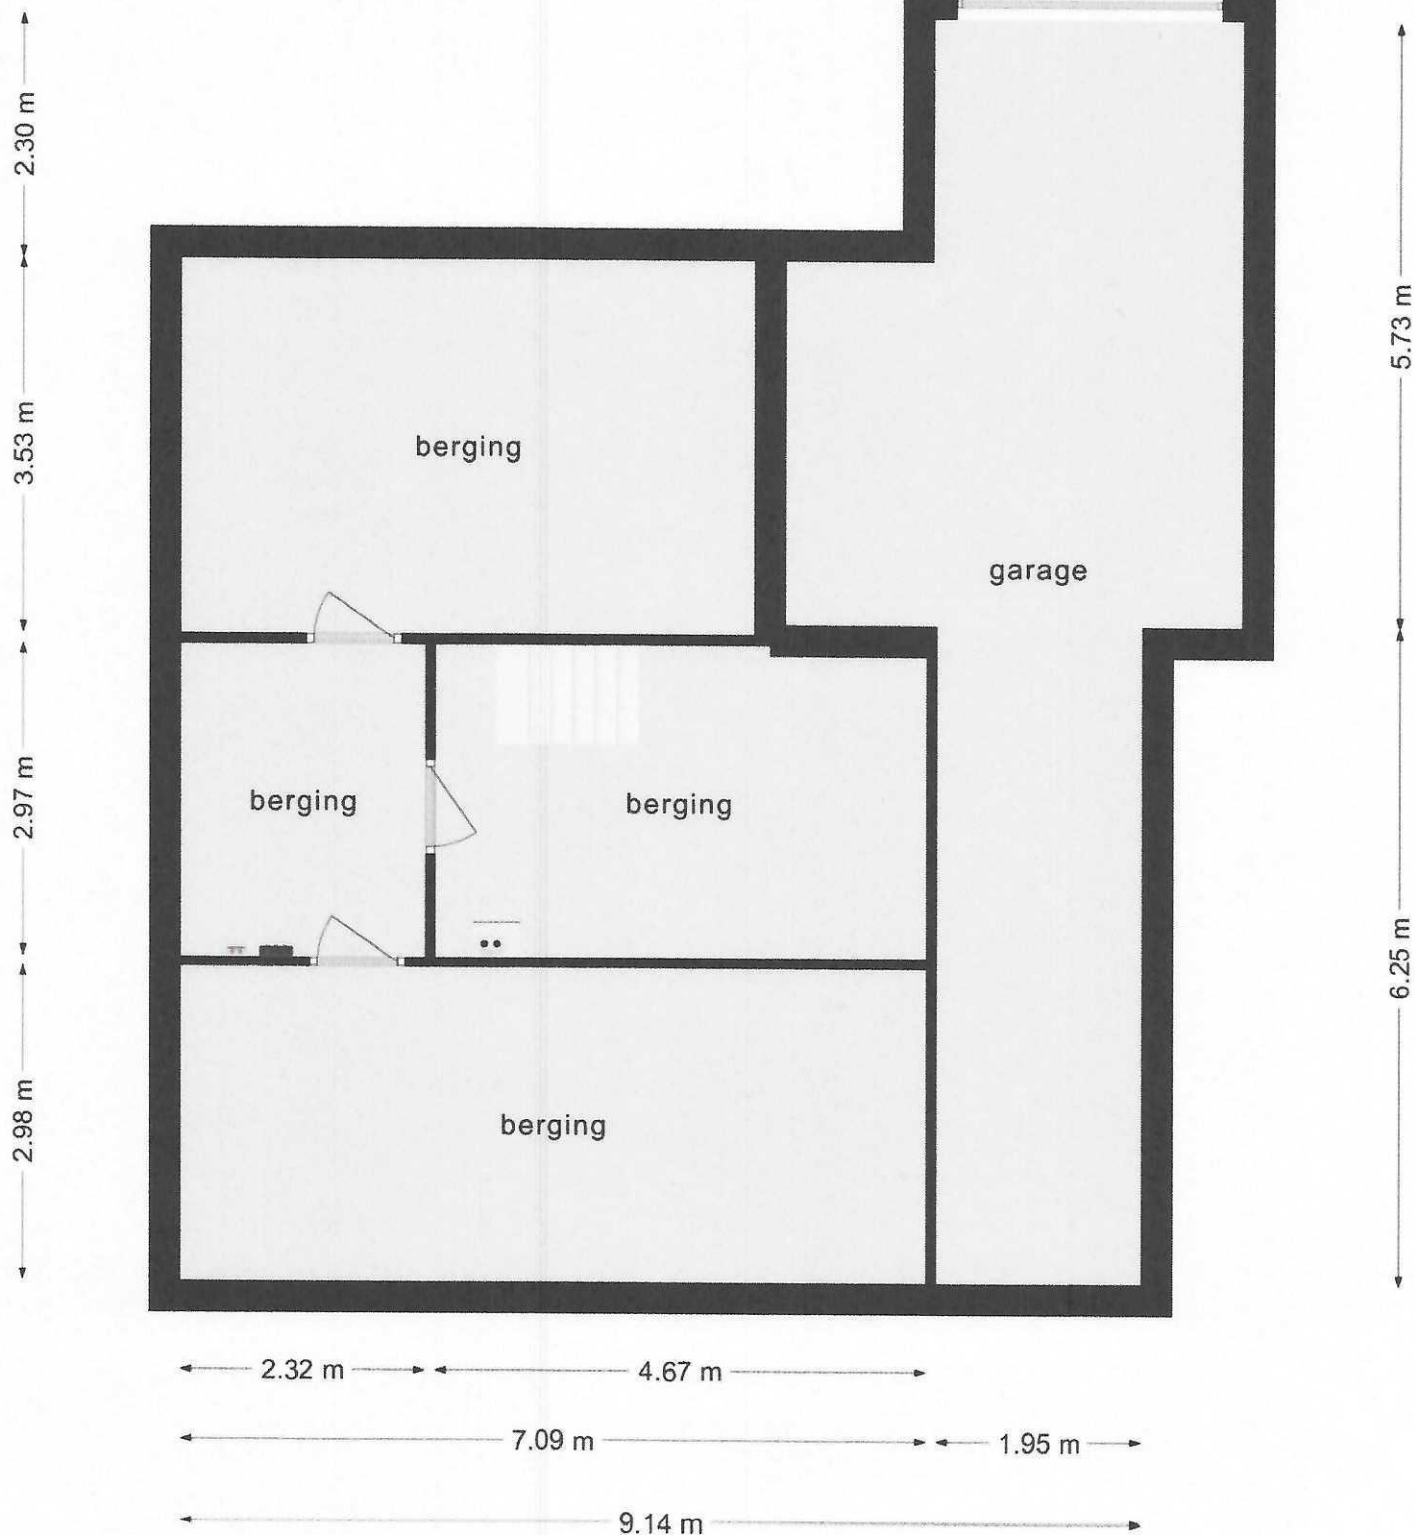 2.30 m
5.73 m
3.53 m
berging
garage
2.97 m
berging
berging
6.25 m
2.98 m
berging
2.32 m
4.67 m
7.09 m
1.95 m
9.14 m